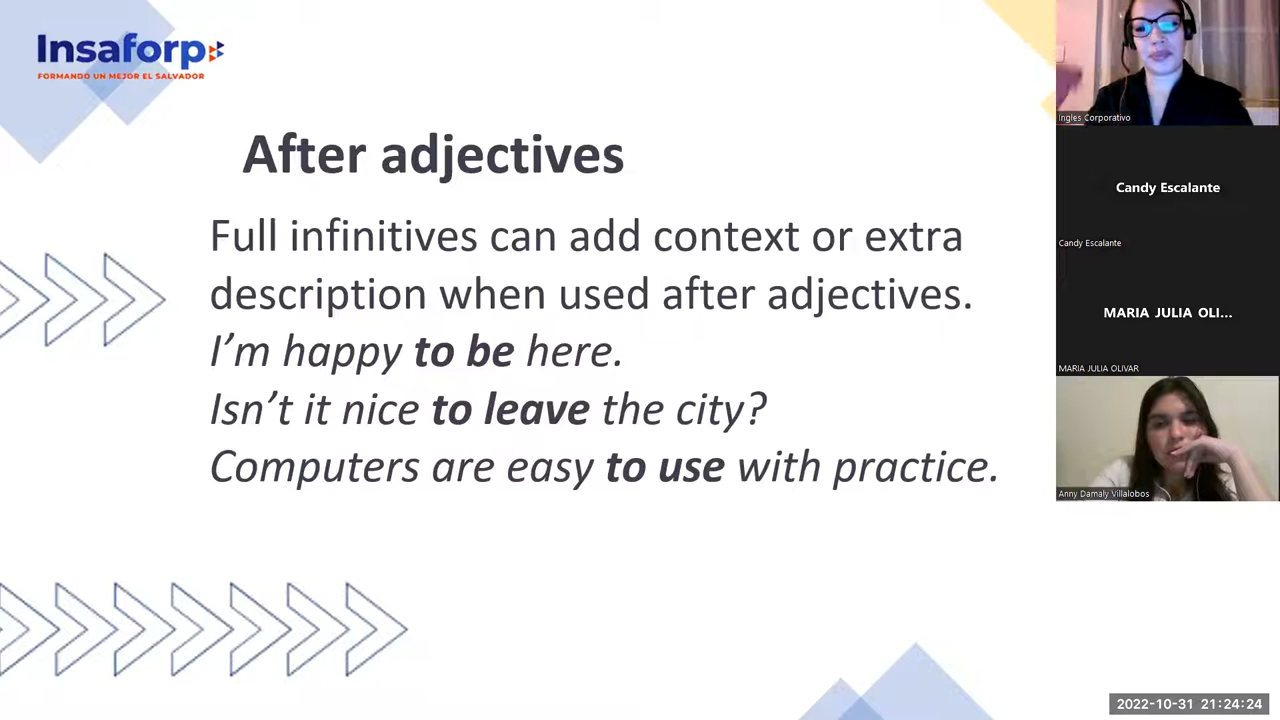 Insaforp
FORMANDO UN MEJOR EL SALVADOR
After adjectives
Full infinitives can add context or extra
description when used after adjectives.
I’m happy to be here.
Isn’t it nice to leave the city?
Computers are easy to use with practice.
Ingles Corporativo
Candy Escalante
Candy Escalante
MARIA JULIA OLI...
MARIA JULIA OLIVAR
Anny Damaly Villalobos
2022-10-31 21:24:24